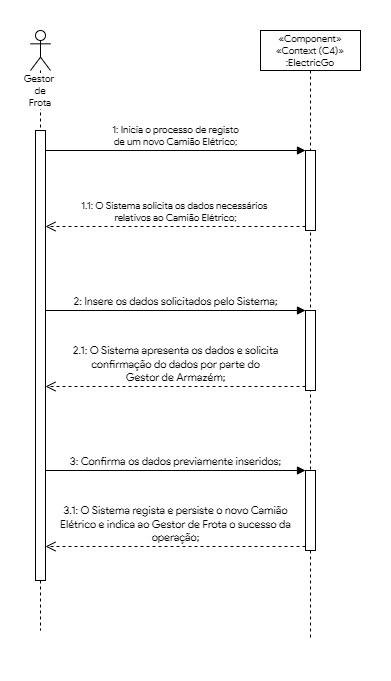 «Component»
«Context (C4)»
:ElectricGo
Gestor
de
Frota
1: Inicia o processo de registo
de um novo Camião Elétrico;
1.1: O Sistema solicita os dados necessários
relativos ao Camião Elétrico;
2: Insere os dados solicitados pelo Sistema;
2.1: O Sistema apresenta os dados e solicita
confirmação do dados por parte do
Gestor de Armazém;
3: Confirma os dados previamente inseridos;
3.1: O Sistema regista e persiste o novo Camião
Elétrico e indica ao Gestor de Frota o sucesso da
operação;